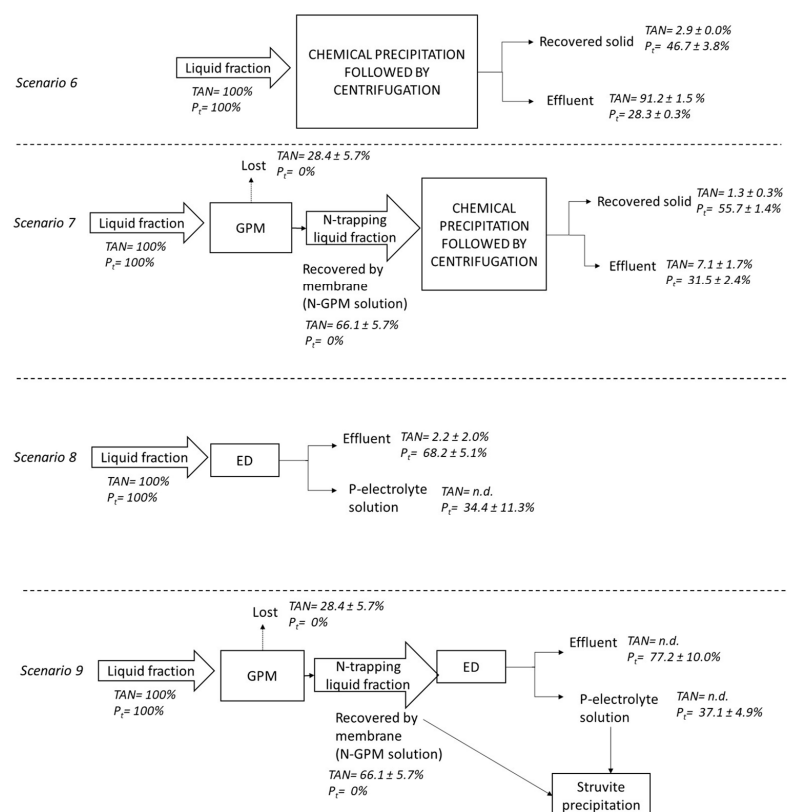 Scenario 6
Liquid fraction
TAN= 100%
Pt= 100%
CHEMICAL PRECIPITATION
FOLLOWED BY
CENTRIFUGATION
Recovered solid
TAN= 2.9 ± 0.0%
Pt= 46.7 ± 3.8%
Effluent
TAN= 91.2 ± 1.5 %
Pt= 28.3 ± 0.3%
Scenario 7
Liquid fraction
TAN= 100%
Pt= 100%
Lost
TAN= 28.4 ± 5.7%
Pt= 0%
GPM
N-trapping
liquid fraction
Recovered by
membrane
(N-GPM solution)
TAN= 66.1 ± 5.7%
Pt= 0%
CHEMICAL
PRECIPITATION
FOLLOWED BY
CENTRIFUGATION
Recovered solid
TAN= 1.3 ± 0.3%
Pt= 55.7 ± 1.4%
Effluent
TAN= 7.1 ± 1.7%
Pt= 31.5 ± 2.4%
Scenario 8
Liquid fraction
TAN= 100%
Pt= 100%
ED
Effluent
TAN= 2.2 ± 2.0%
Pt= 68.2 ± 5.1%
P-electrolyte
solution
TAN= n.d.
Pt= 34.4 ± 11.3%
Scenario 9
Liquid fraction
TAN= 100%
Pt= 100%
Lost
TAN= 28.4 ± 5.7%
Pt= 0%
GPM
N-trapping
liquid fraction
Recovered by
membrane
(N-GPM solution)
TAN= 66.1 ± 5.7%
Pt= 0%
ED
Effluent
TAN= n.d.
Pt= 77.2 ± 10.0%
P-electrolyte
solution
TAN= n.d.
Pt= 37.1 ± 4.9%
Struvite
precipitation